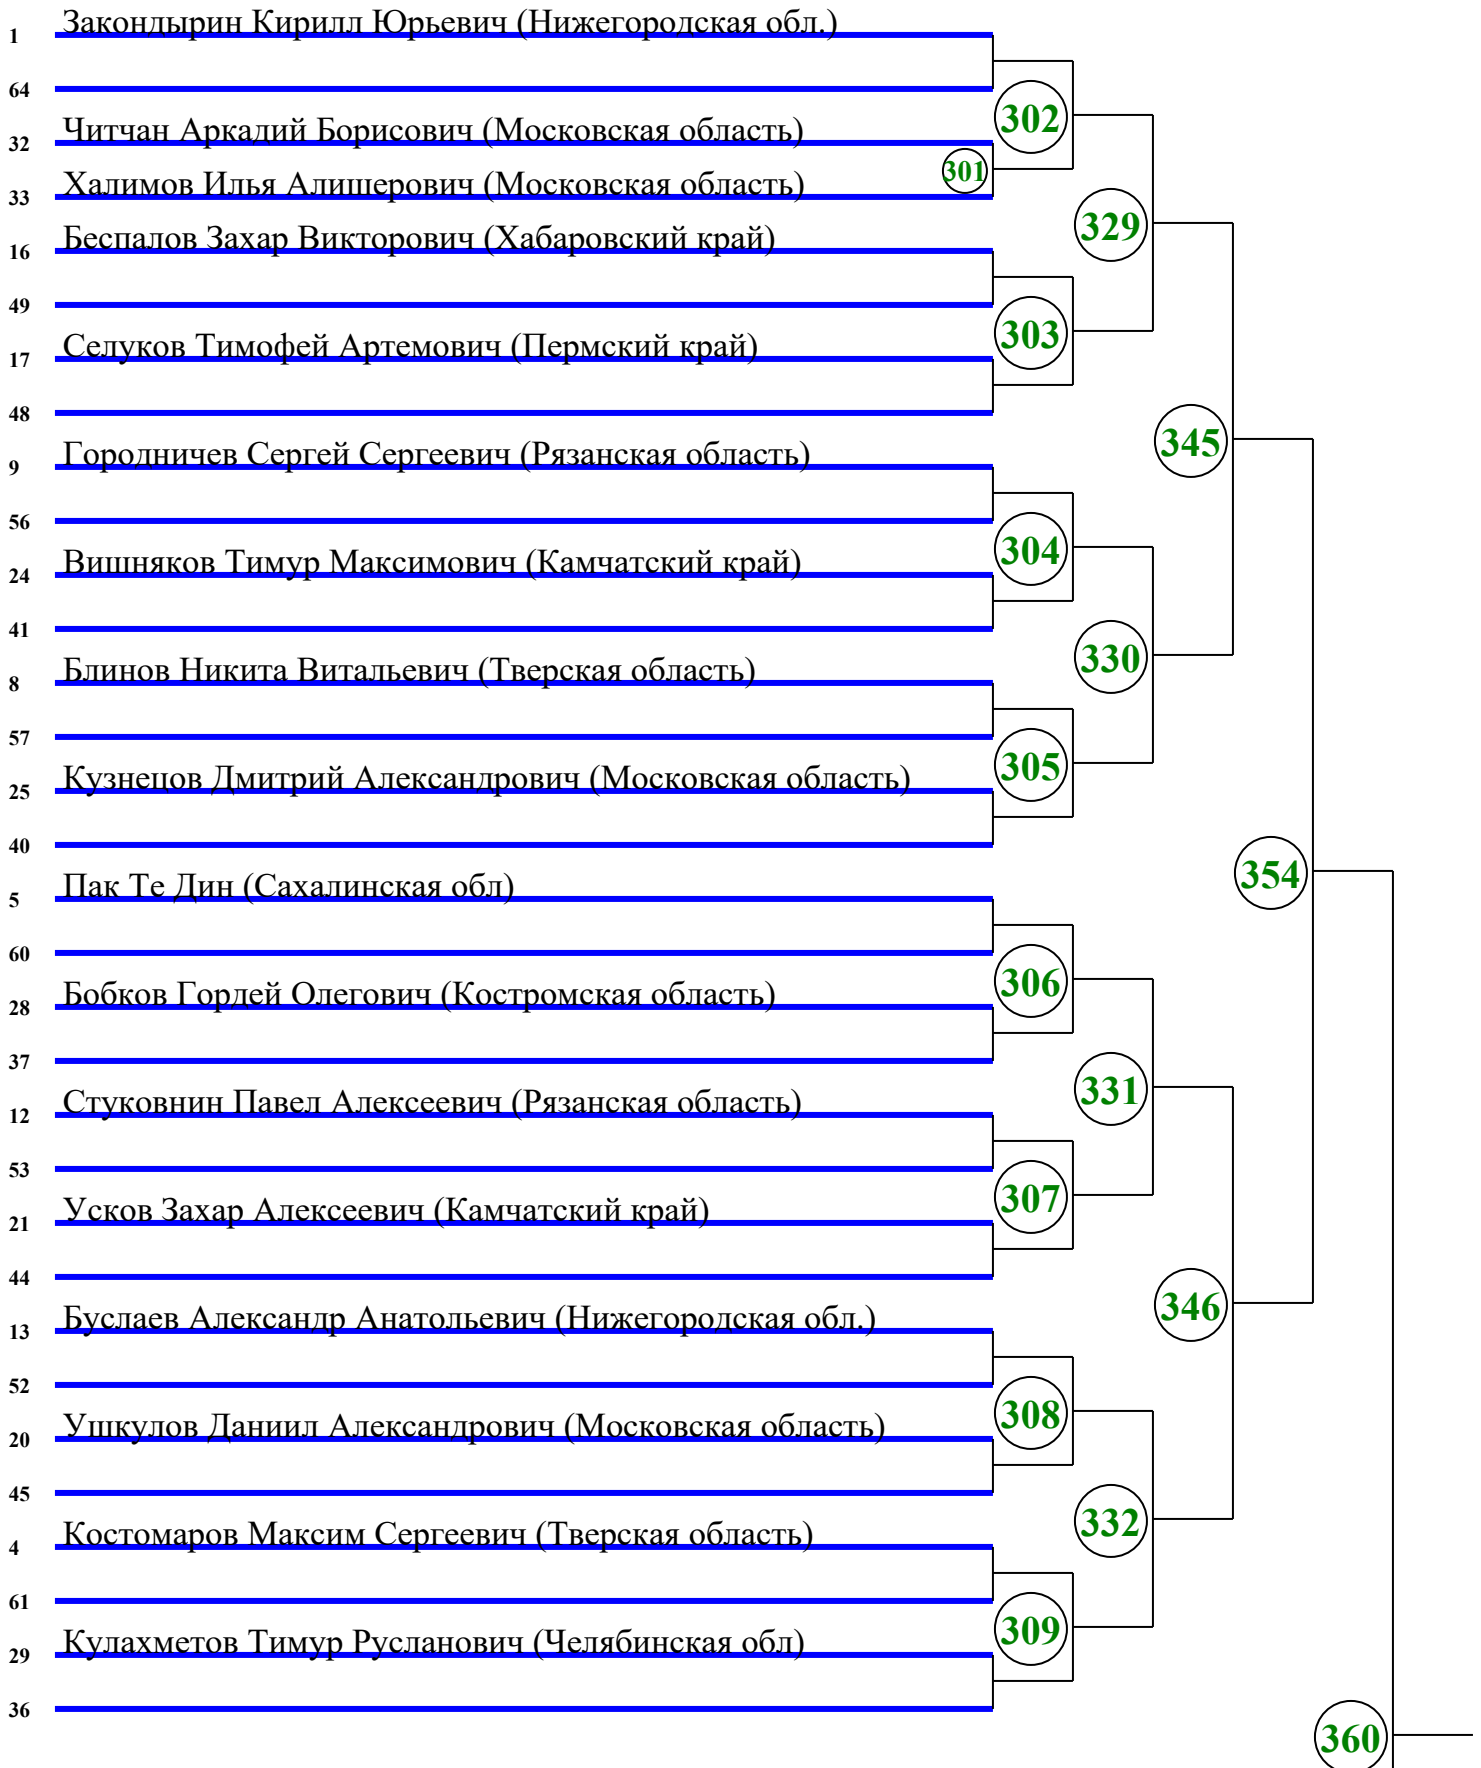 1 Закондырин Кирилл Юрьевич (Нижегородская обл.)
64
302
32 Читчан Аркадий Борисович (Московская область)
301
33 Халимов Илья Алишерович (Московская область)
329
16 Беспалов Захар Викторович (Хабаровский край)
49
303
17 Селуков Тимофей Артемович (Пермский край)
48
345
9 Городничев Сергей Сергеевич (Рязанская область)
56
304
24 Вишняков Тимур Максимович (Камчатский край)
41
330
8 Блинов Никита Витальевич (Тверская область)
57
305
25 Кузнецов Дмитрий Александрович (Московская область)
40
354
5 Пак Те Дин (Сахалинская обл)
60
306
28 Бобков Гордей Олегович (Костромская область)
37
331
12 Стуковнин Павел Алексеевич (Рязанская область)
53
307
21 Усков Захар Алексеевич (Камчатский край)
44
346
13 Буслаев Александр Анатольевич (Нижегородская обл.)
52
308
20 Ушкулов Даниил Александрович (Московская область)
45
332
4 Костомаров Максим Сергеевич (Тверская область)
61
309
29 Кулахметов Тимур Русланович (Челябинская обл)
36
360